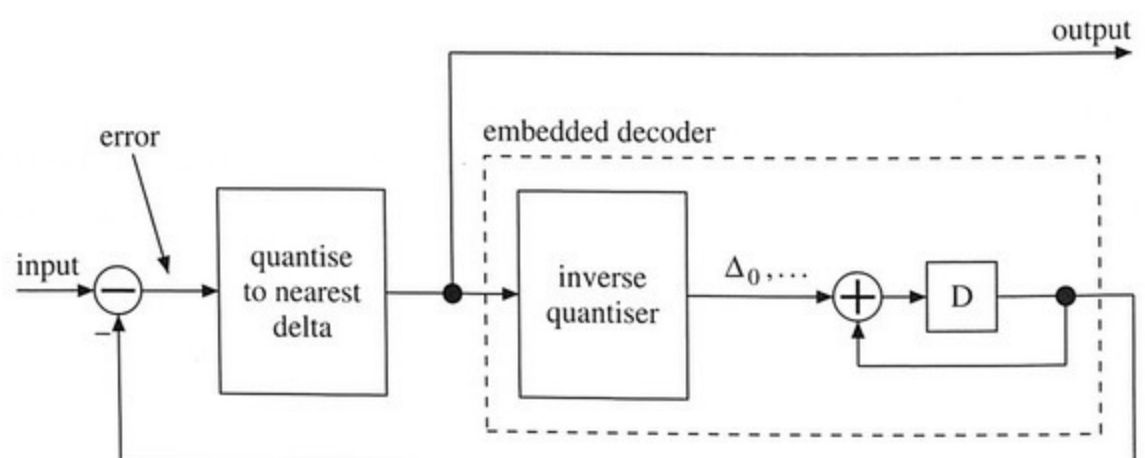 output
embedded decoder
error
input
−
−
quantise
to nearest
delta
inverse
quantiser
Δ₀,...
+
D